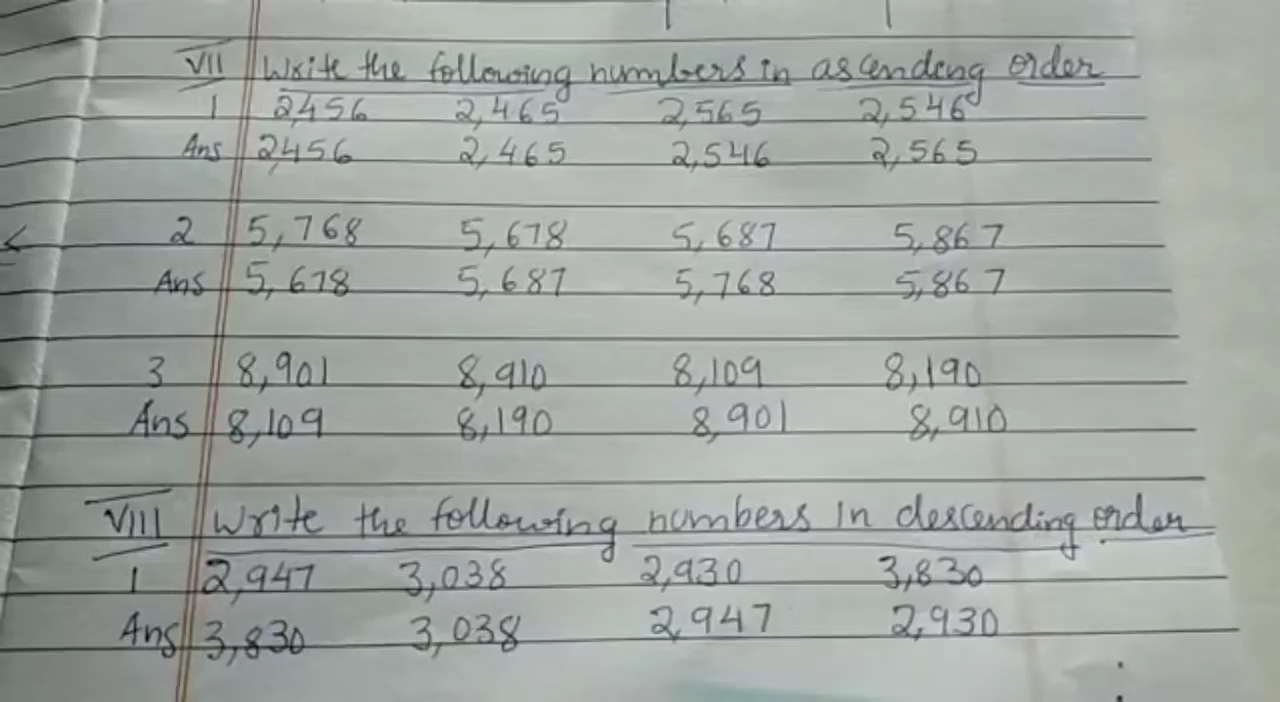 VII Write the following numbers in ascending order
1 2,456 2,465 2,565 2,546
Ans 2,456 2,465 2,546 2,565
2 5,768 5,678 5,687 5,867
Ans 5,678 5,687 5,768 5,867
3 8,901 8,910 8,109 8,190
Ans 8,109 8,190 8,901 8,910
VIII Write the following numbers in descending order
1 2,947 3,038 2,930 3,830
Ans 3,830 3,038 2,947 2,930